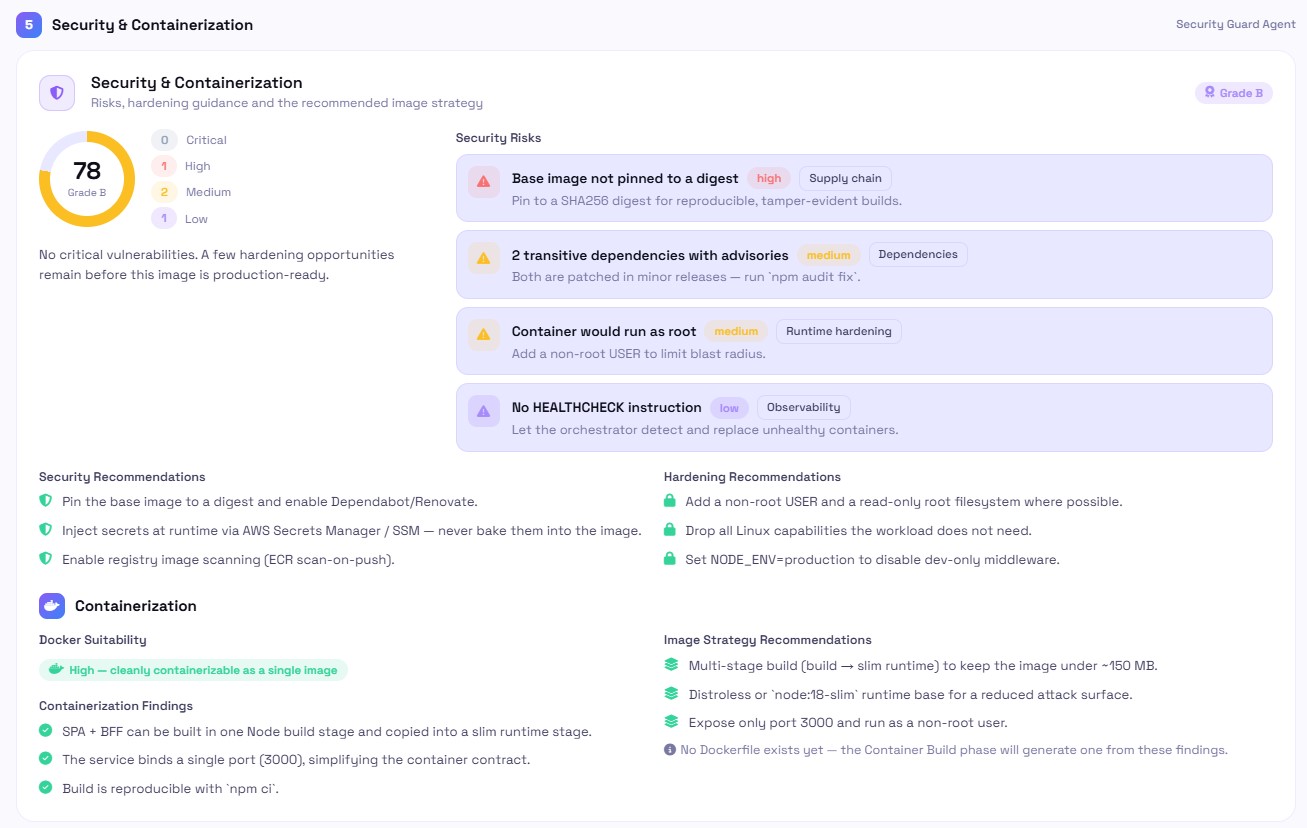 5 Security & Containerization
Security Guard Agent
Security & Containerization
Risks, hardening guidance and the recommended image strategy
Grade B
78
Grade B
0 Critical
1 High
2 Medium
1 Low
No critical vulnerabilities. A few hardening opportunities
remain before this image is production-ready.
Security Risks
Base image not pinned to a digest high Supply chain
Pin to a SHA256 digest for reproducible, tamper-evident builds.
2 transitive dependencies with advisories medium Dependencies
Both are patched in minor releases — run `npm audit fix`.
Container would run as root medium Runtime hardening
Add a non-root USER to limit blast radius.
No HEALTHCHECK instruction low Observability
Let the orchestrator detect and replace unhealthy containers.
Security Recommendations
Pin the base image to a digest and enable Dependabot/Renovate.
Inject secrets at runtime via AWS Secrets Manager / SSM — never bake them into the image.
Enable registry image scanning (ECR scan-on-push).
Hardening Recommendations
Add a non-root USER and a read-only root filesystem where possible.
Drop all Linux capabilities the workload does not need.
Set NODE_ENV=production to disable dev-only middleware.
Containerization
Docker Suitability
High — cleanly containerizable as a single image
Containerization Findings
SPA + BFF can be built in one Node build stage and copied into a slim runtime stage.
The service binds a single port (3000), simplifying the container contract.
Build is reproducible with `npm ci`.
Image Strategy Recommendations
Multi-stage build (build → slim runtime) to keep the image under ~150 MB.
Distroless or `node:18-slim` runtime base for a reduced attack surface.
Expose only port 3000 and run as a non-root user.
No Dockerfile exists yet — the Container Build phase will generate one from these findings.